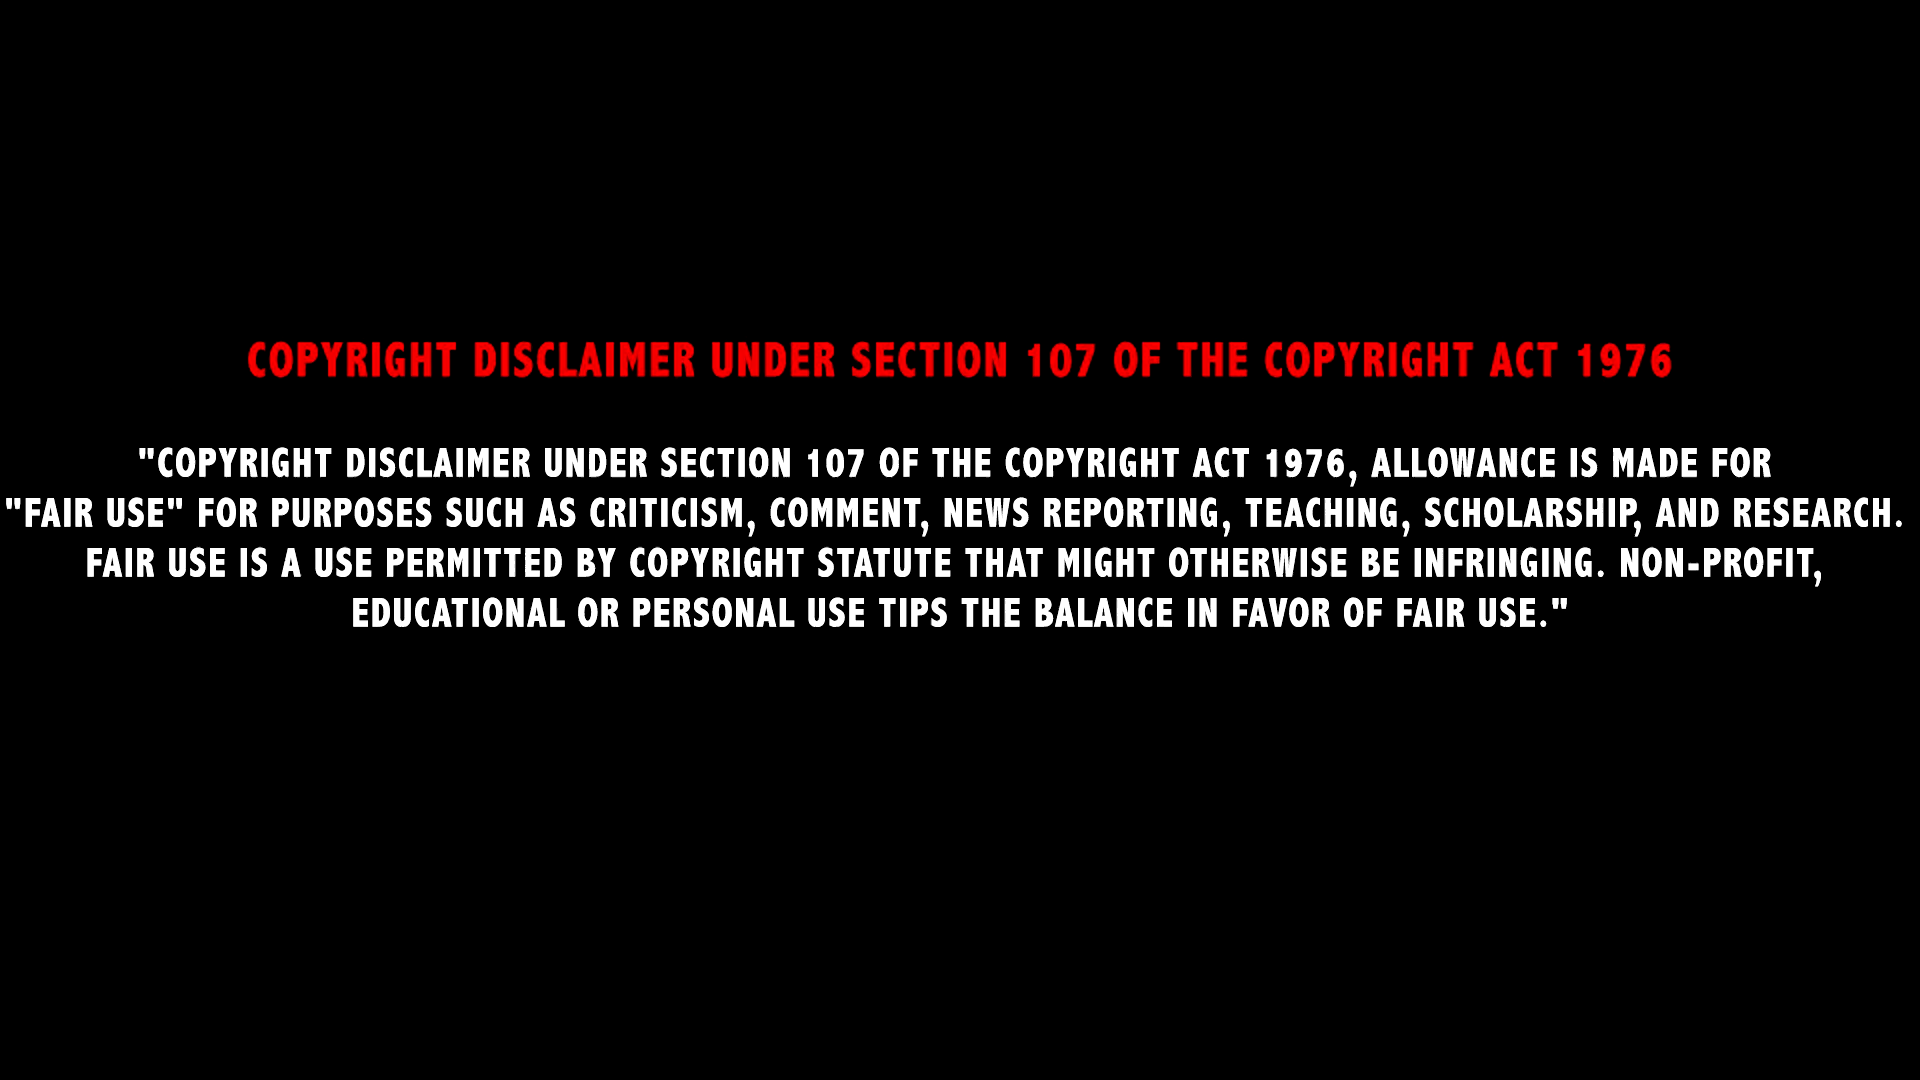 COPYRIGHT DISCLAIMER UNDER SECTION 107 OF THE COPYRIGHT ACT 1976
"COPYRIGHT DISCLAIMER UNDER SECTION 107 OF THE COPYRIGHT ACT 1976, ALLOWANCE IS MADE FOR
"FAIR USE" FOR PURPOSES SUCH AS CRITICISM, COMMENT, NEWS REPORTING, TEACHING, SCHOLARSHIP, AND RESEARCH.
FAIR USE IS A USE PERMITTED BY COPYRIGHT STATUTE THAT MIGHT OTHERWISE BE INFRINGING. NON-PROFIT,
EDUCATIONAL OR PERSONAL USE TIPS THE BALANCE IN FAVOR OF FAIR USE."